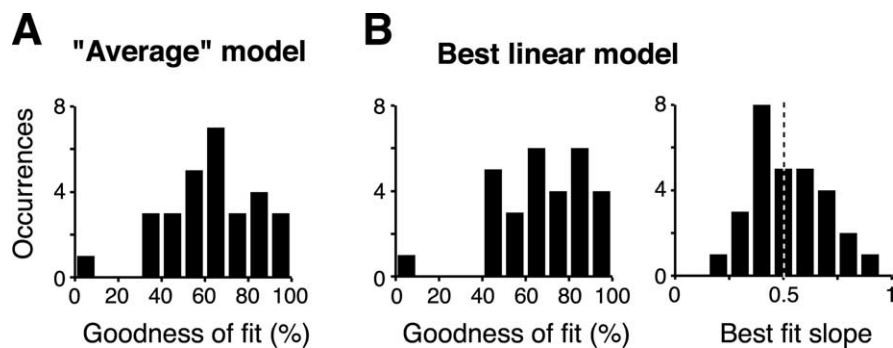 A
"Average" model
B
Best linear model
Occurrences
8
4
0
0 20 40 60 80 100
Goodness of fit (%)
8
4
0
0 20 40 60 80 100
Goodness of fit (%)
8
4
0
0 0.5 1
Best fit slope